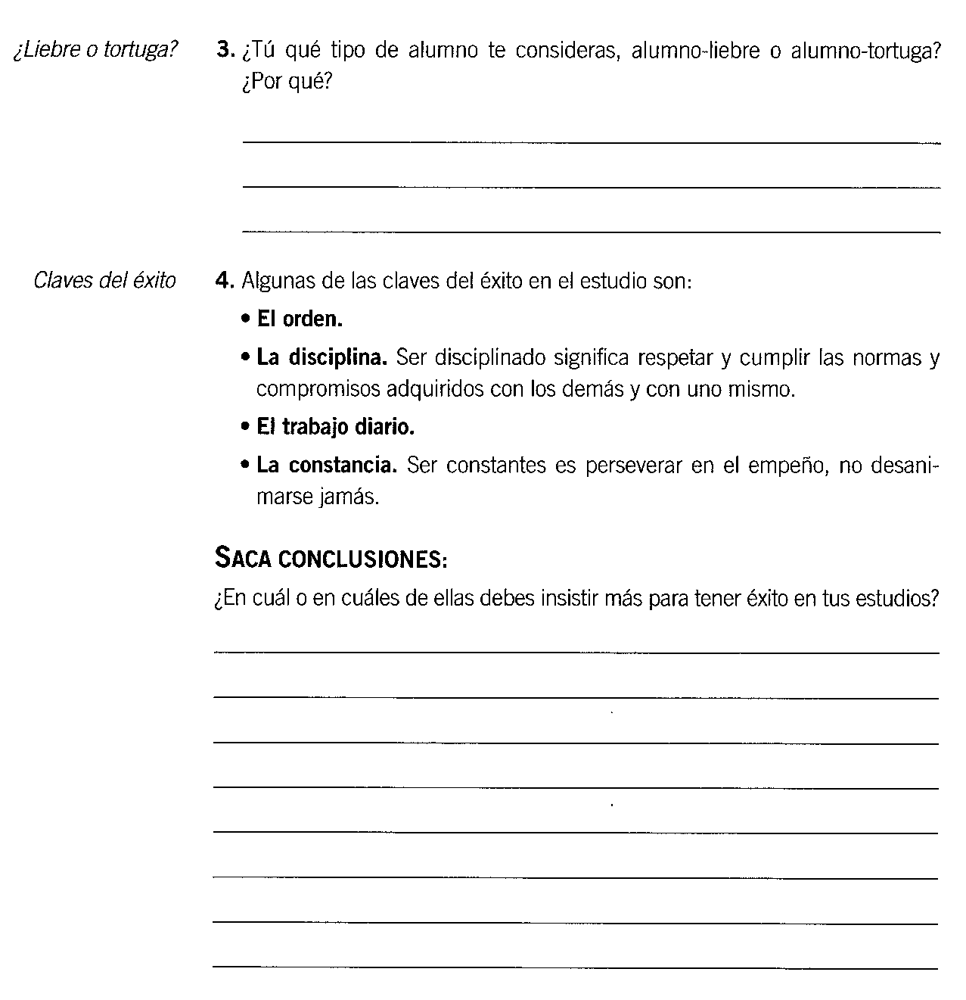 ¿Liebre o tortuga?
3. ¿Tú qué tipo de alumno te consideras, alumno-liebre o alumno-tortuga?
¿Por qué?
Claves del éxito
4. Algunas de las claves del éxito en el estudio son:
• El orden.
• La disciplina. Ser disciplinado significa respetar y cumplir las normas y
compromisos adquiridos con los demás y con uno mismo.
• El trabajo diario.
• La constancia. Ser constantes es perseverar en el empeño, no desani-
marse jamás.
SACA CONCLUSIONES:
¿En cuál o en cuáles de ellas debes insistir más para tener éxito en tus estudios?